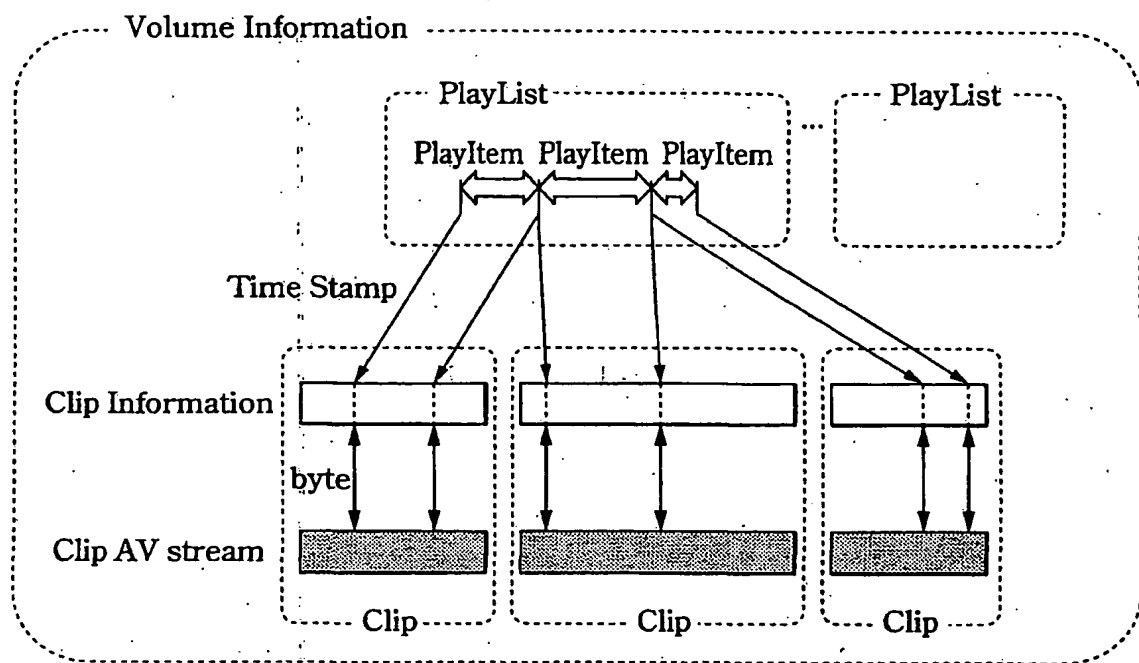 Volume Information
PlayList
PlayList
...
PlayItem PlayItem PlayItem
Time Stamp
Clip Information
byte
Clip AV stream
Clip
Clip
Clip